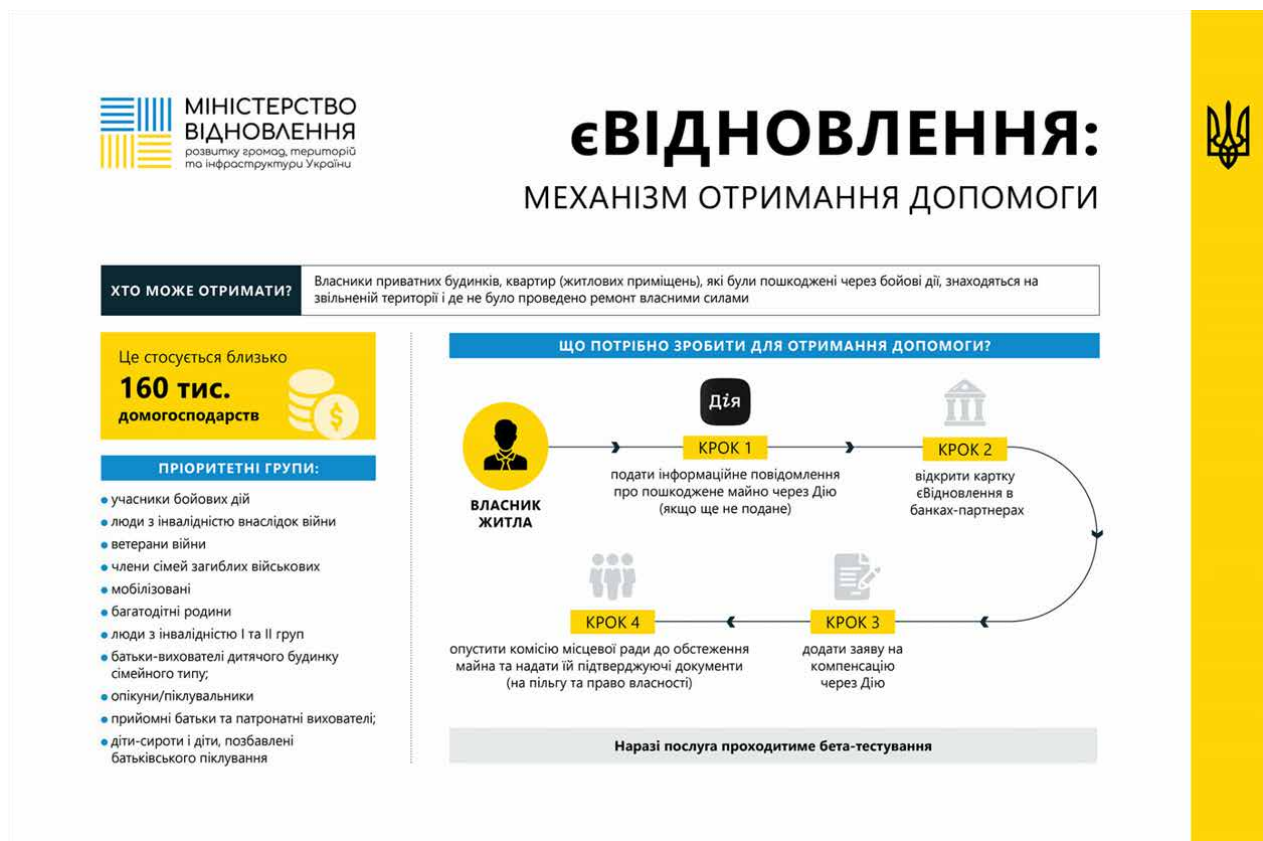 МІНІСТЕРСТВО
ВІДНОВЛЕННЯ
розвитку громад, територій
та інфраструктури України
єВІДНОВЛЕННЯ:
МЕХАНІЗМ ОТРИМАННЯ ДОПОМОГИ
ХТО МОЖЕ ОТРИМАТИ?
Власники приватних будинків, квартир (житлових приміщень), які були пошкоджені через бойові дії, знаходяться на
звільненій території і де не було проведено ремонт власними силами
Це стосується близько
160 тис.
домогосподарств
ПРІОРИТЕТНІ ГРУПИ:
учасники бойових дій
люди з інвалідністю внаслідок війни
ветерани війни
члени сімей загиблих військових
мобілізовані
багатодітні родини
люди з інвалідністю І та ІІ груп
батьки-вихователі дитячого будинку
сімейного типу;
опікуни/піклувальники
прийомні батьки та патронатні вихователі;
діти-сироти і діти, позбавлені
батьківського піклування
ЩО ПОТРІБНО ЗРОБИТИ ДЛЯ ОТРИМАННЯ ДОПОМОГИ?
ВЛАСНИК
ЖИТЛА
Дія
КРОК 1
подати інформаційне повідомлення
про пошкоджене майно через Дію
(якщо ще не подане)
КРОК 2
відкрити картку
єВідновлення в
банках-партнерах
КРОК 3
додати заяву на
компенсацію
через Дію
КРОК 4
опустити комісію місцевої ради до обстеження
майна та надати їй підтверджуючі документи
(на пільгу та право власності)
Наразі послуга проходитиме бета-тестування